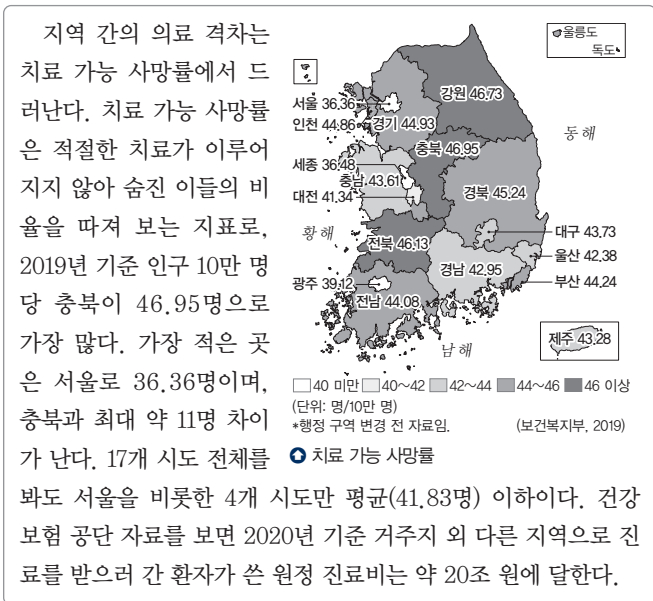 지역 간의 의료 격차는
치료 가능 사망률에서 드
러난다. 치료 가능 사망률
은 적절한 치료가 이루어
지지 않아 숨진 이들의 비
율을 따져 보는 지표로,
2019년 기준 인구 10만 명
당 충북이 46.95명으로
가장 많다. 가장 적은 곳
은 서울로 36.36명이며,
충북과 최대 약 11명 차이
가 난다. 17개 시도 전체를
봐도 서울을 비롯한 4개 시도만 평균(41.83명) 이하이다. 건강
보험 공단 자료를 보면 2020년 기준 거주지 외 다른 지역으로 진
료를 받으러 간 환자가 쓴 원정 진료비는 약 20조 원에 달한다.
울릉도
독도
강원 46.73
서울 36.36
인천 44.86
경기 44.93
동해
충북 46.95
세종 36.48
충남 43.61
대전 41.34
경북 45.24
황해
대구 43.73
전북 46.13
울산 42.38
경남 42.95
부산 44.24
광주 39.12
전남 44.08
남해
제주 43.28
40 미만 40~42 42~44 44~46 46 이상
(단위: 명/10만 명)
*행정 구역 변경 전 자료임. (보건복지부, 2019)
치료 가능 사망률